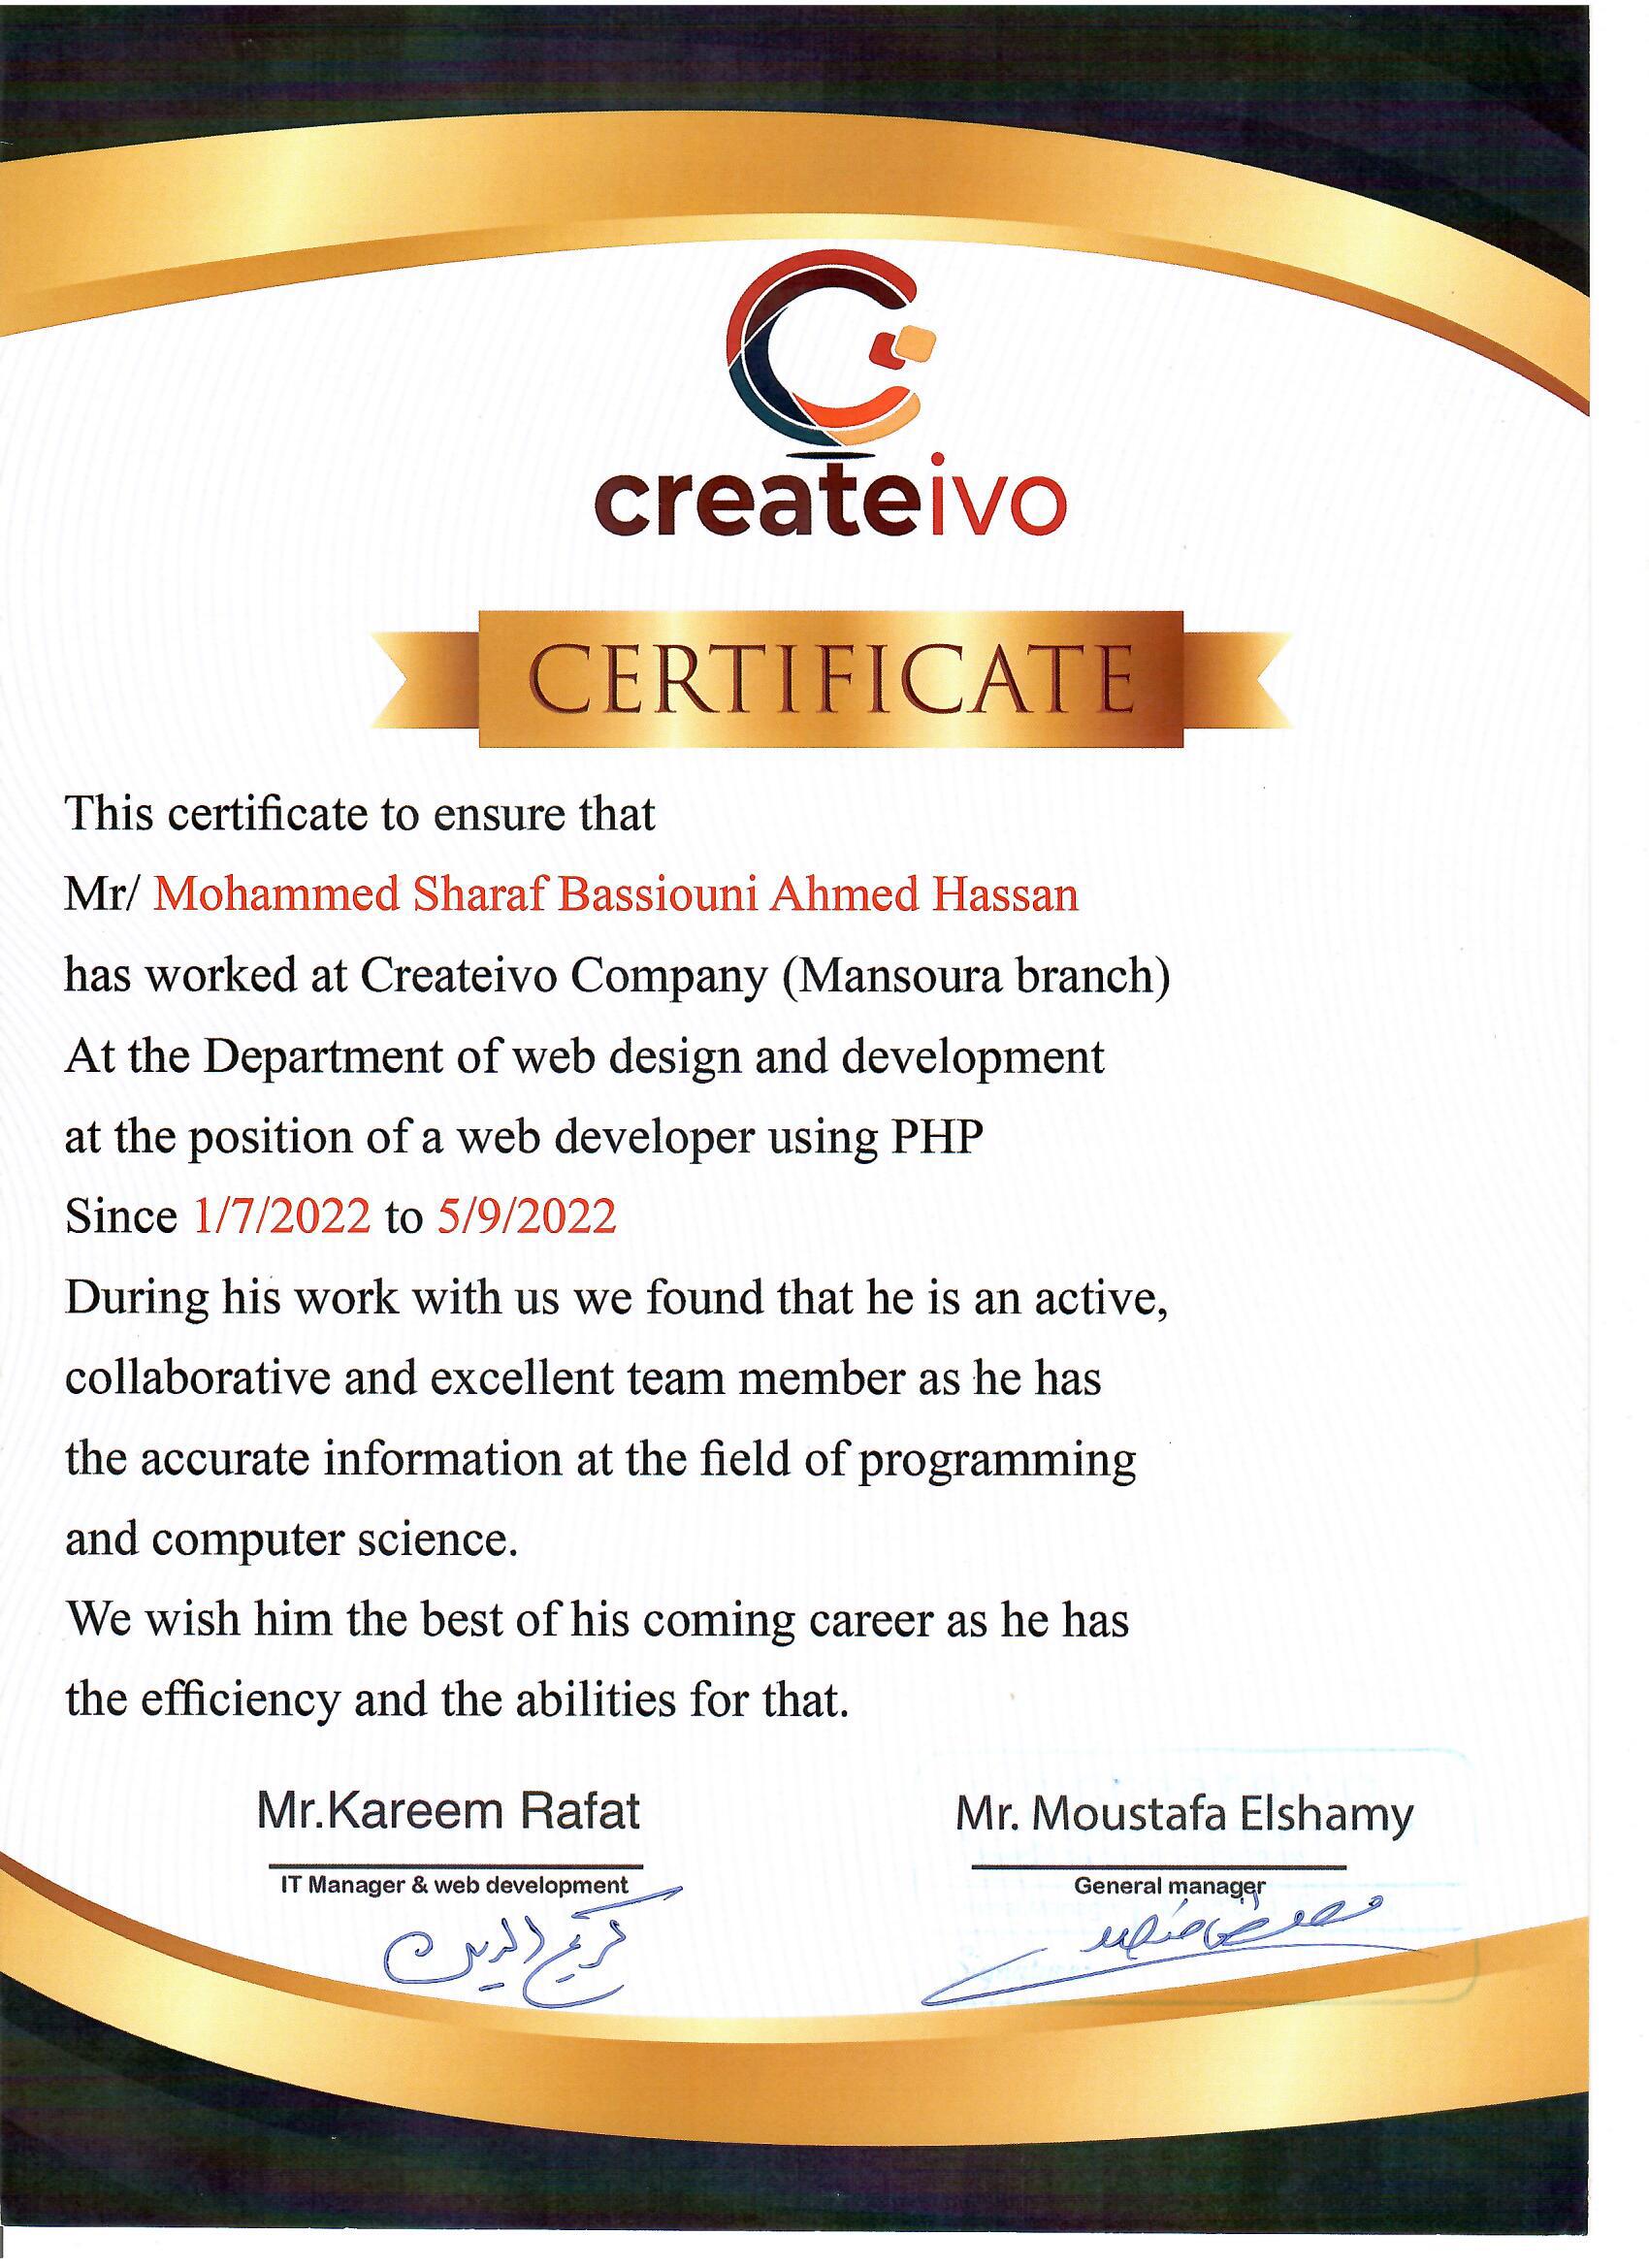 createivo
CERTIFICATE
This certificate to ensure that
Mr/ Mohammed Sharaf Bassiouni Ahmed Hassan
has worked at Createivo Company (Mansoura branch)
At the Department of web design and development
at the position of a web developer using PHP
Since 1/7/2022 to 5/9/2022
During his work with us we found that he is an active,
collaborative and excellent team member as he has
the accurate information at the field of programming
and computer science.
We wish him the best of his coming career as he has
the efficiency and the abilities for that.
Mr.Kareem Rafat
IT Manager & web development
Mr. Moustafa Elshamy
General manager